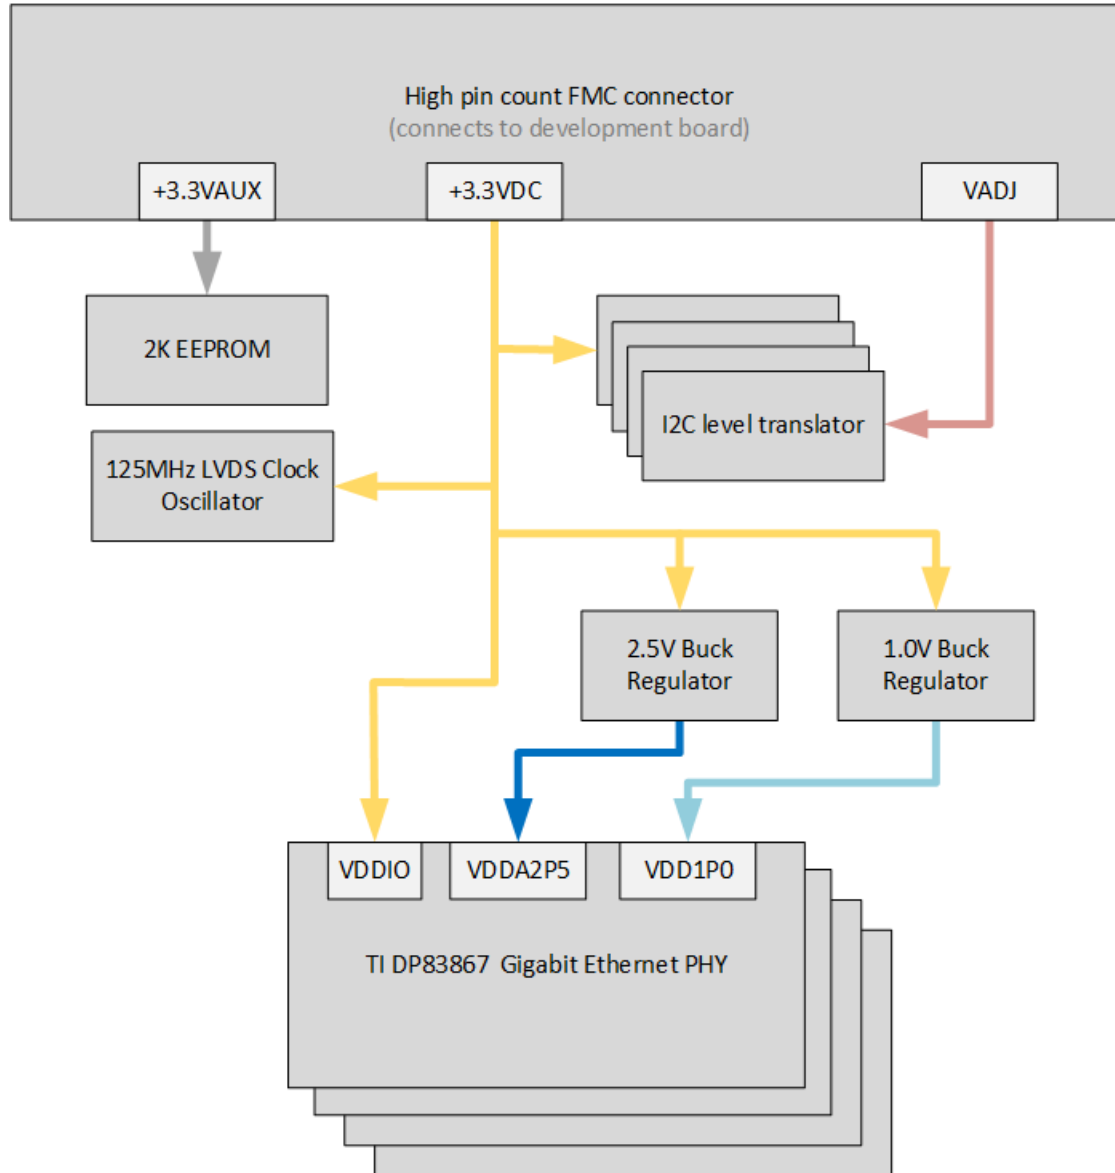 High pin count FMC connector
(connects to development board)
+3.3VAUX
+3.3VDC
VADJ
2K EEPROM
I2C level translator
125MHz LVDS Clock
Oscillator
2.5V Buck
Regulator
1.0V Buck
Regulator
VDDIO
VDDA2P5
VDD1P0
TI DP83867 Gigabit Ethernet PHY